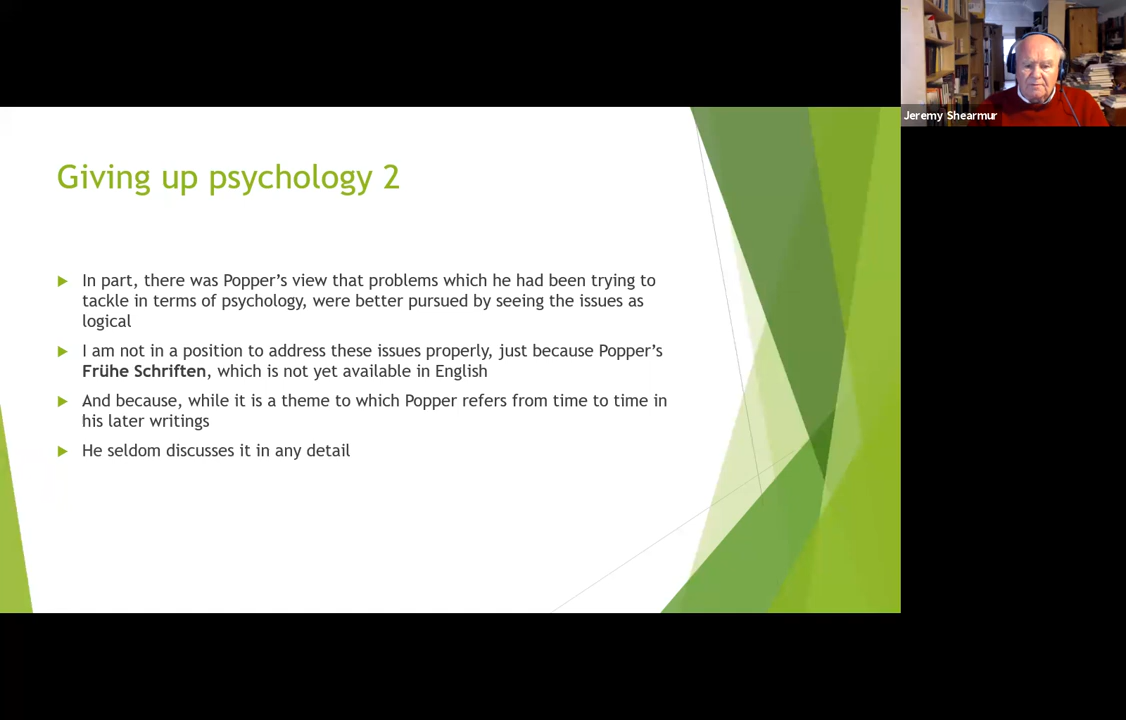 Jeremy Shearmur
Giving up psychology 2
In part, there was Popper's view that problems which he had been trying to
tackle in terms of psychology, were better pursued by seeing the issues as
logical
I am not in a position to address these issues properly, just because Popper's
Frühe Schriften, which is not yet available in English
And because, while it is a theme to which Popper refers from time to time in
his later writings
He seldom discusses it in any detail